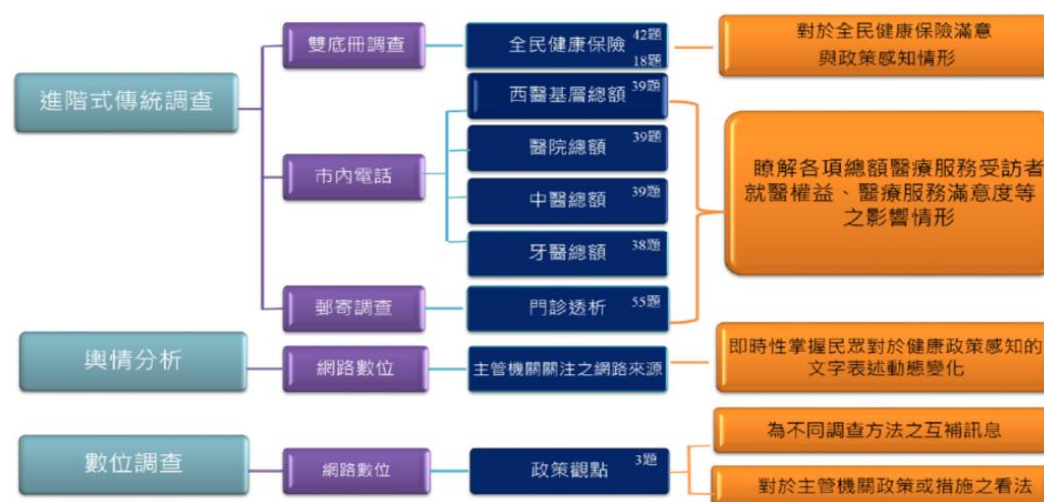 進階式傳統調查
雙底冊調查
全民健康保險
42題
18題
對於全民健康保險滿意
與政策感知情形
市內電話
西醫基層總額
39題
醫院總額
39題
中醫總額
39題
牙醫總額
38題
郵寄調查
門診透析
55題
瞭解各項總額醫療服務受訪者
就醫權益、醫療服務滿意度等
之影響情形
輿情分析
網路數位
主管機關關注之網路來源
即時性掌握民眾對於健康政策感知的
文字表述動態變化
數位調查
網路數位
政策觀點
3題
為不同調查方法之互補訊息
對於主管機關政策或措施之看法